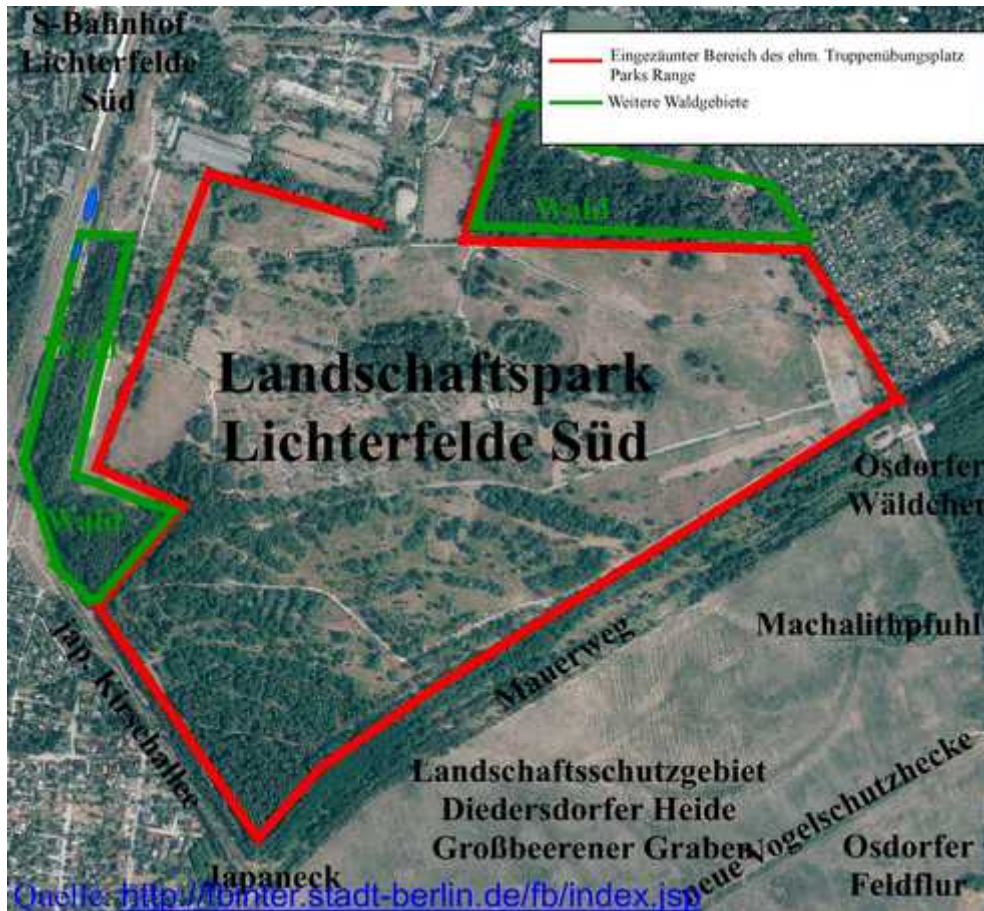 S-Bahnhof
Lichterfelde
Süd
Eingezäunter Bereich des ehm. Truppenübungsplatz
Parks Range
Weitere Waldgebiete
Wald
Wald
Landschaftspark
Lichterfelde Süd
Wald
Osdorfer
Wäldchen
Machalithpfuhl
Mauerweg
jap. Kirschallee
Landschaftsschutzgebiet
Diedersdorfer Heide
Großbeerener Graben
neue Vogelschutzhecke
Osdorfer
Feldflur
Japaneck
Quelle: http://fbinter.stadt-berlin.de/fb/index.jsp